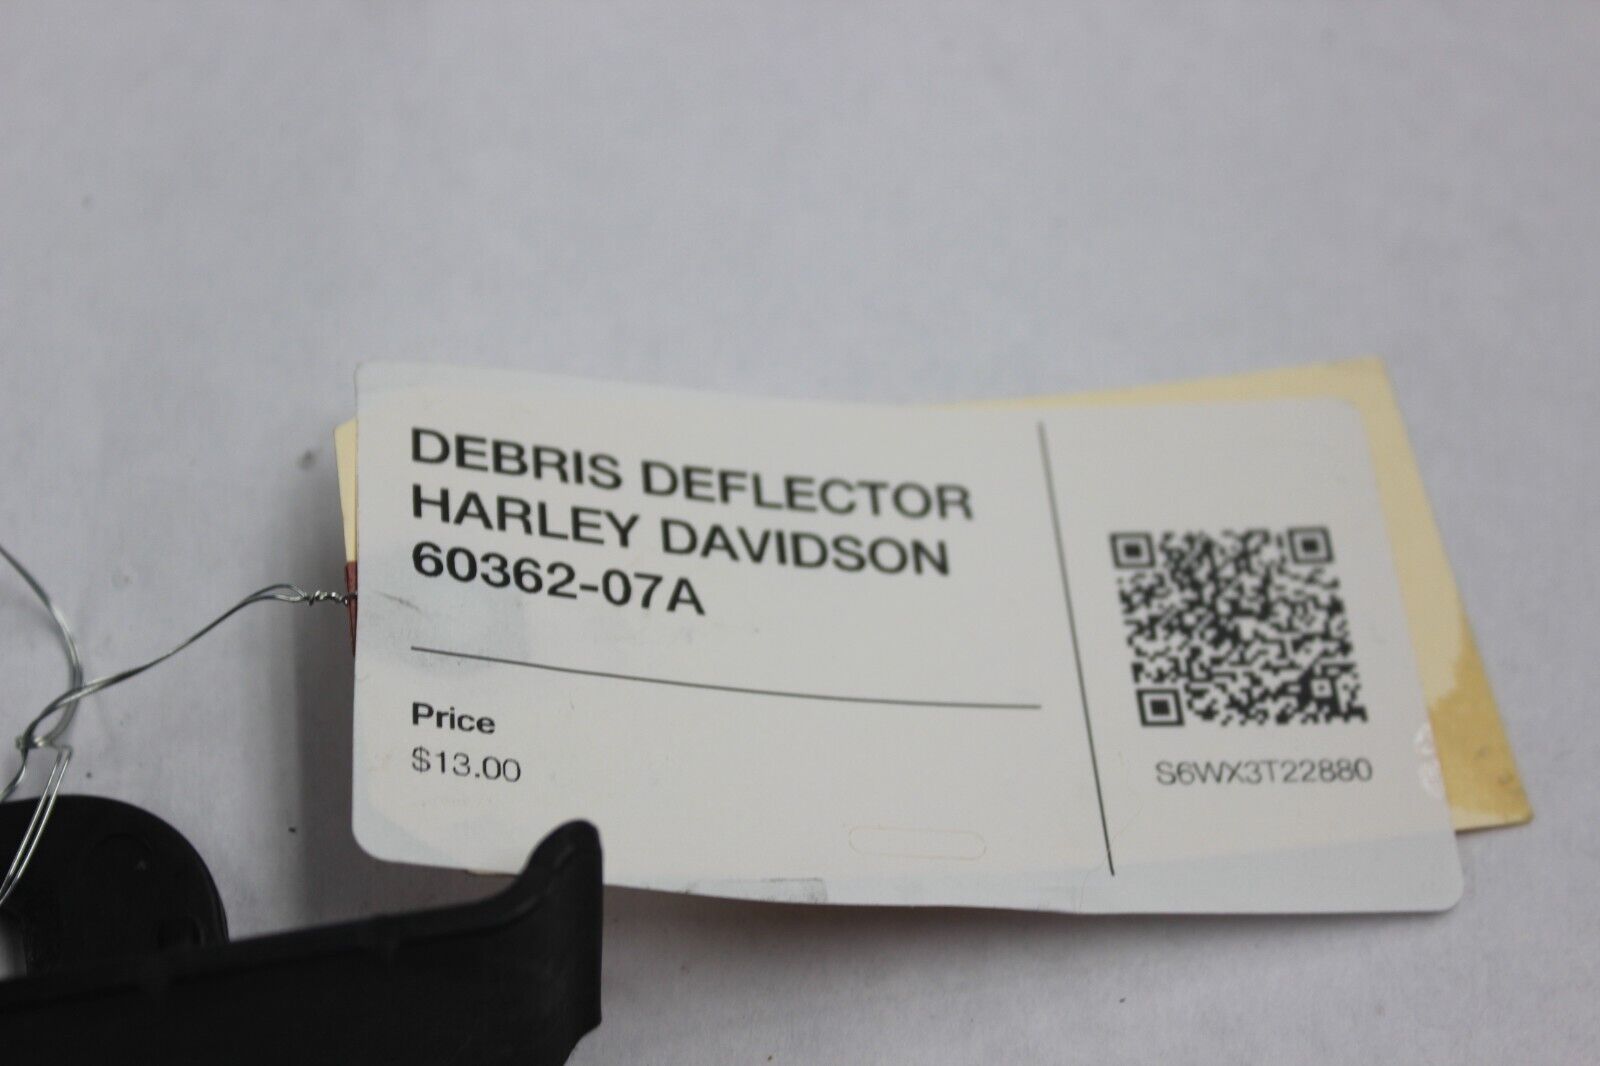 DEBRIS DEFLECTOR
HARLEY DAVIDSON
60362-07A
Price
$13.00
S6WX3T22880